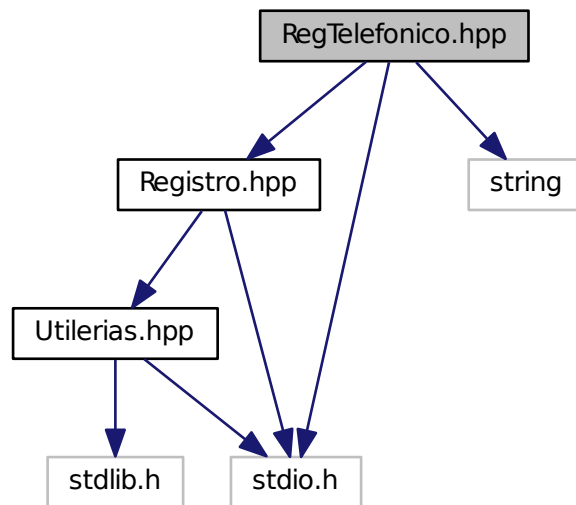 RegTelefonico.hpp
Registro.hpp
string
Utilerias.hpp
stdlib.h
stdio.h